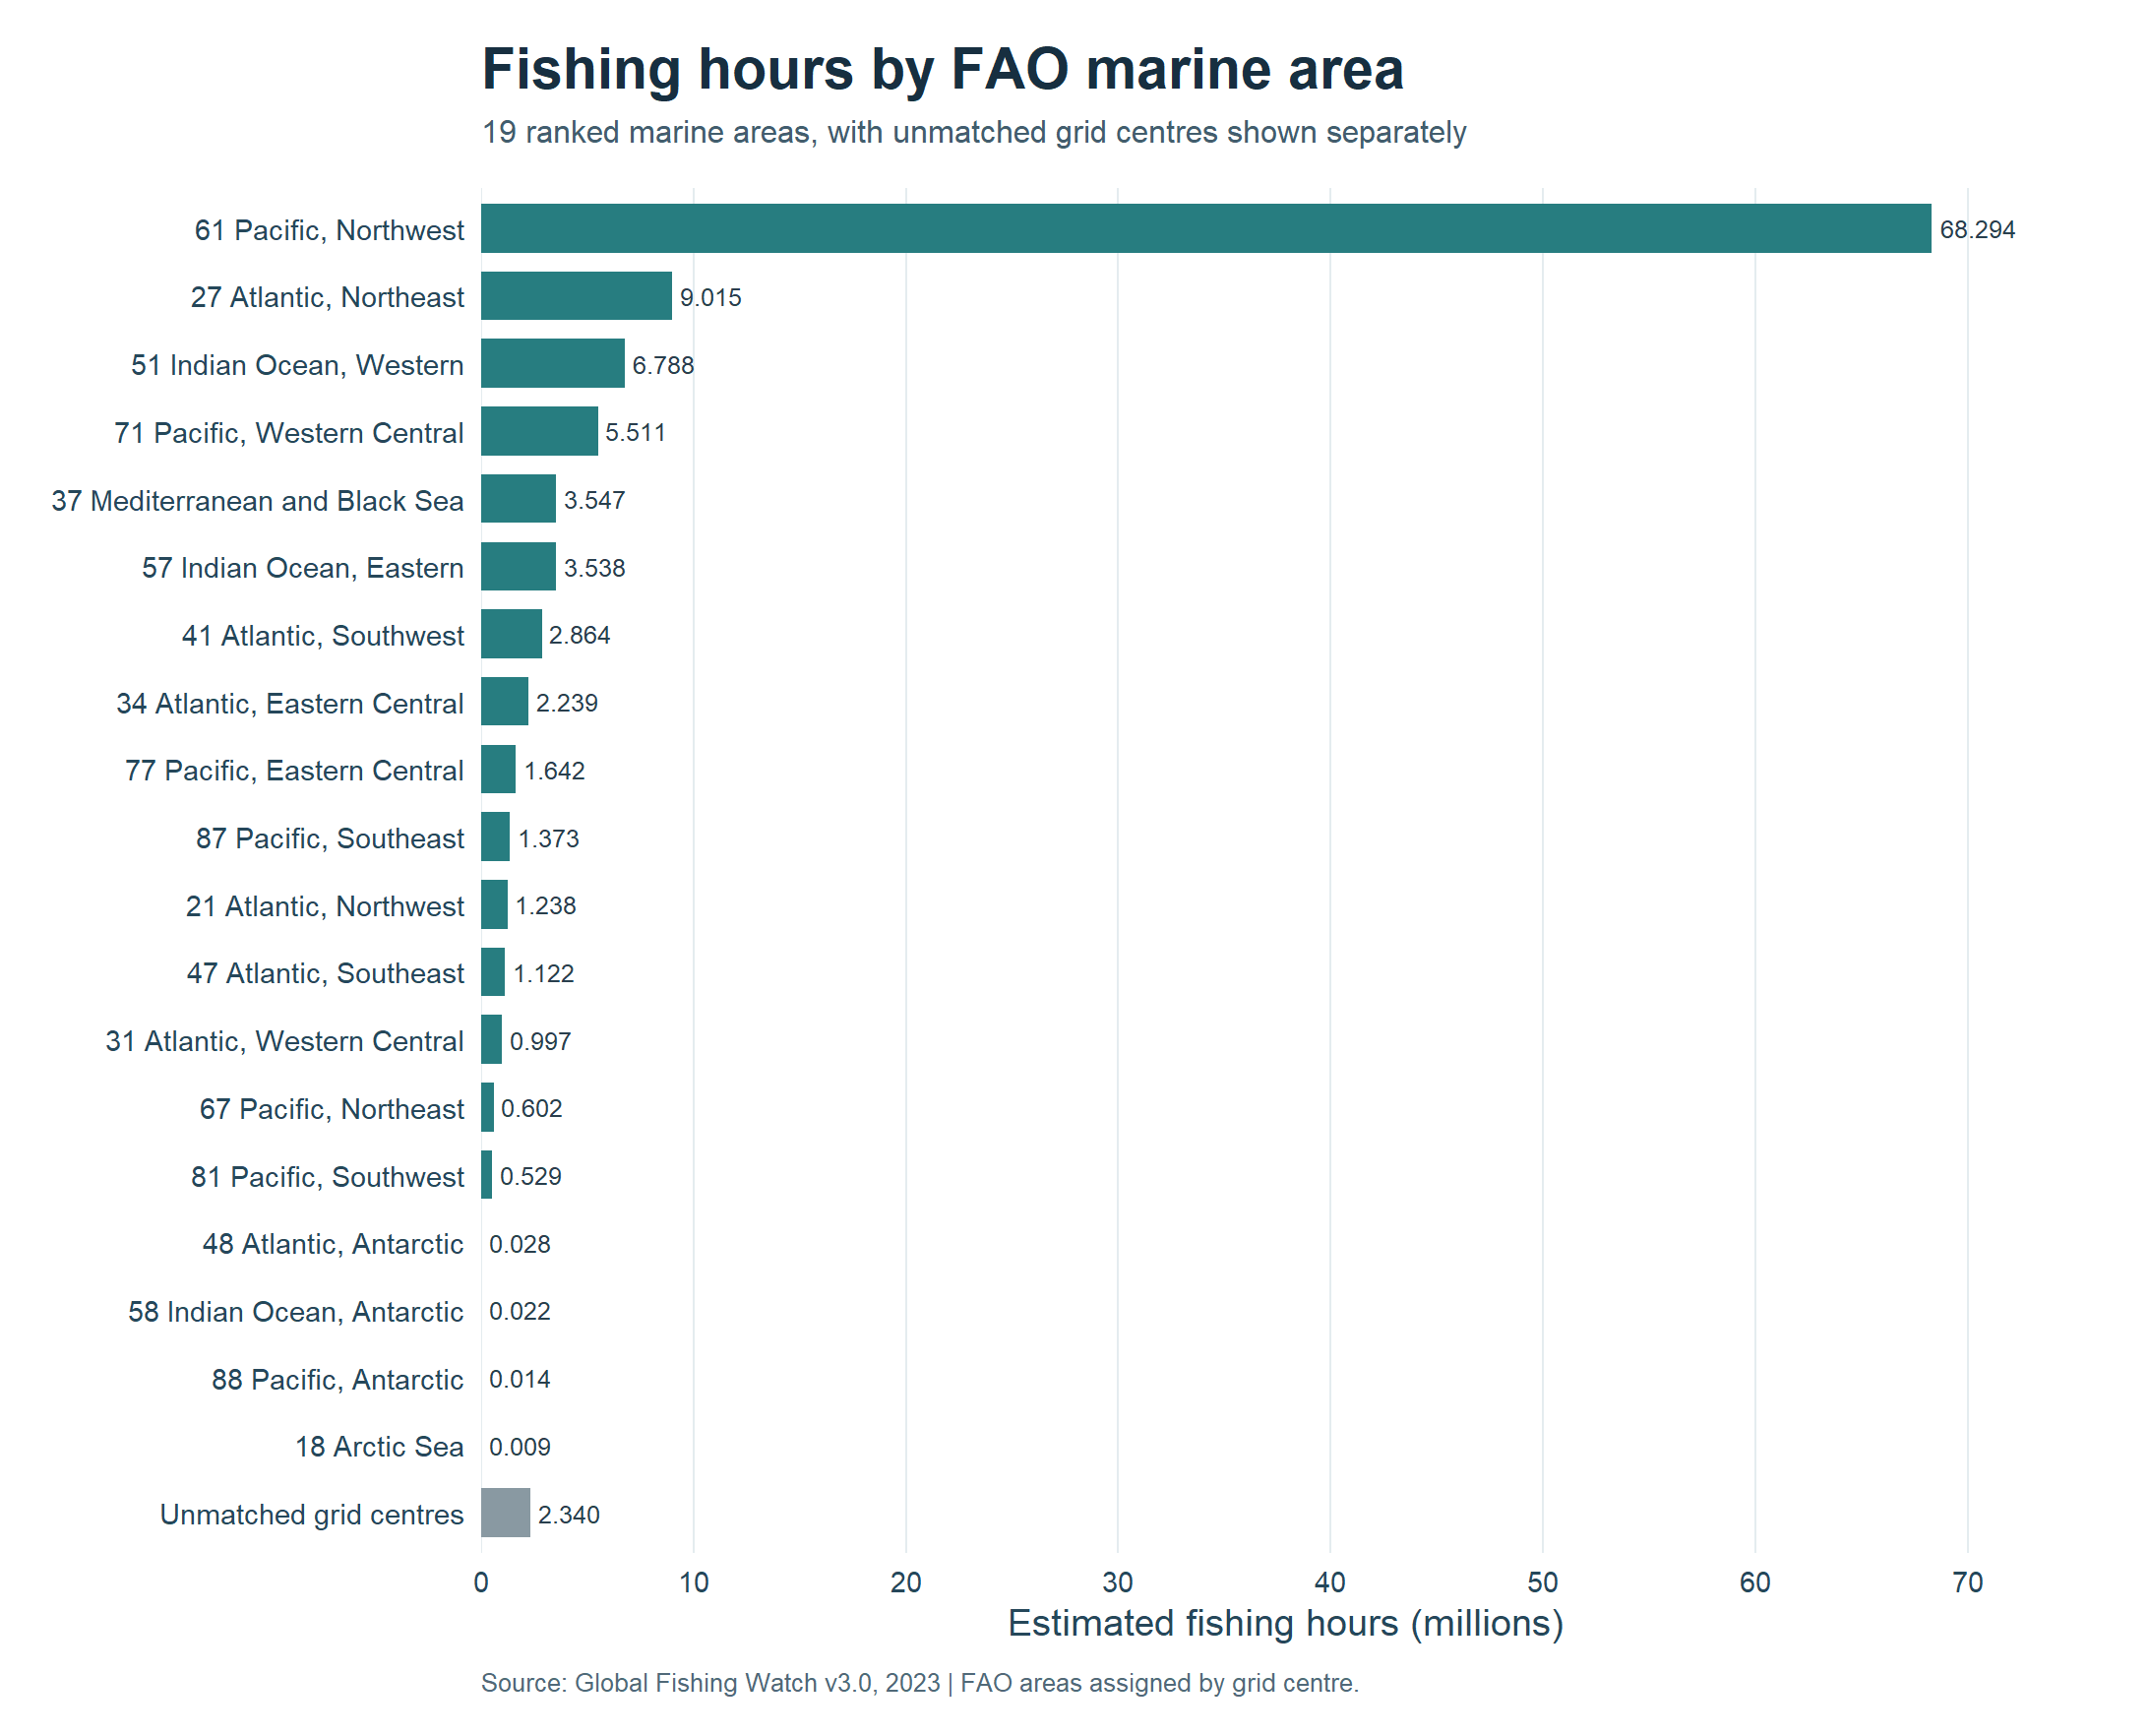 Fishing hours by FAO marine area
19 ranked marine areas, with unmatched grid centres shown separately
61 Pacific, Northwest 68.294
27 Atlantic, Northeast 9.015
51 Indian Ocean, Western 6.788
71 Pacific, Western Central 5.511
37 Mediterranean and Black Sea 3.547
57 Indian Ocean, Eastern 3.538
41 Atlantic, Southwest 2.864
34 Atlantic, Eastern Central 2.239
77 Pacific, Eastern Central 1.642
87 Pacific, Southeast 1.373
21 Atlantic, Northwest 1.238
47 Atlantic, Southeast 1.122
31 Atlantic, Western Central 0.997
67 Pacific, Northeast 0.602
81 Pacific, Southwest 0.529
48 Atlantic, Antarctic 0.028
58 Indian Ocean, Antarctic 0.022
88 Pacific, Antarctic 0.014
18 Arctic Sea 0.009
Unmatched grid centres 2.340
0 10 20 30 40 50 60 70
Estimated fishing hours (millions)
Source: Global Fishing Watch v3.0, 2023 | FAO areas assigned by grid centre.